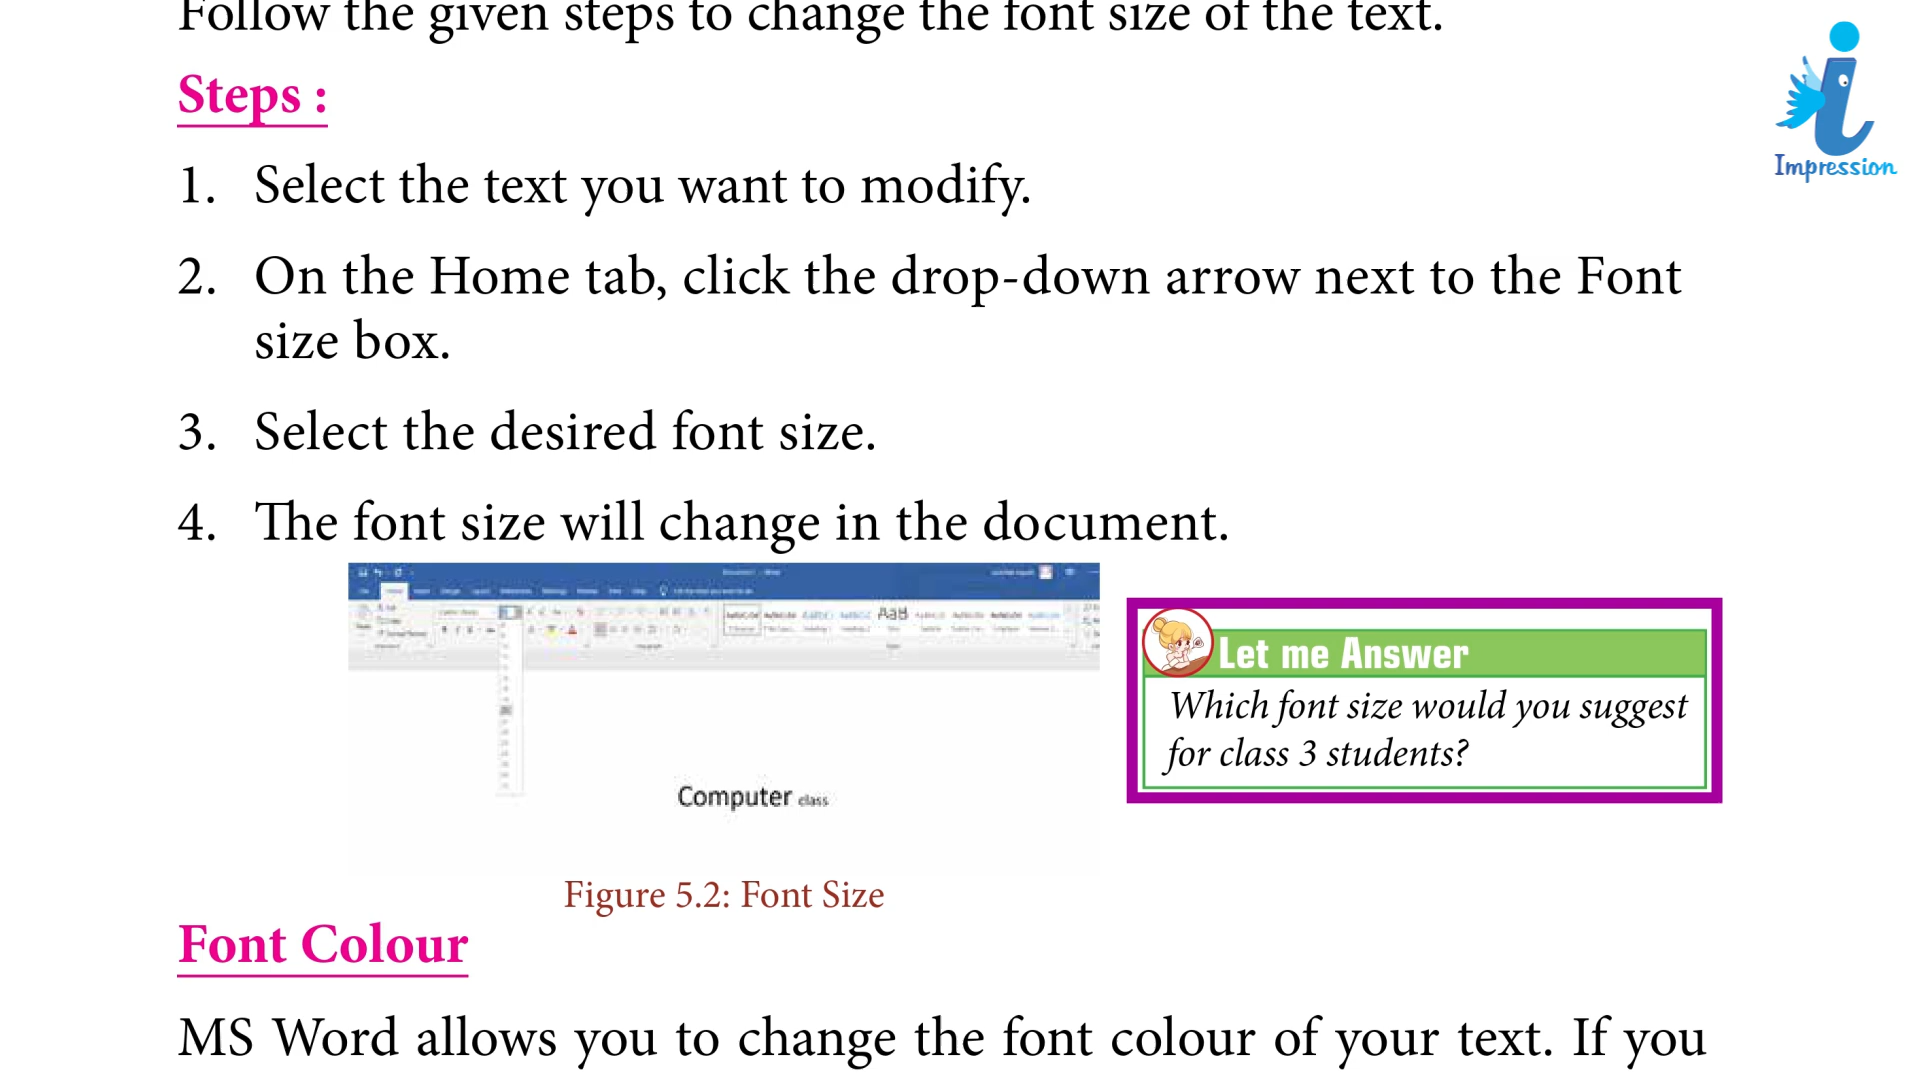 Follow the given steps to change the font size of the text.
Steps :
Impression
1. Select the text you want to modify.
2. On the Home tab, click the drop-down arrow next to the Font
size box.
3. Select the desired font size.
4. The font size will change in the document.
Let me Answer
Which font size would you suggest
for class 3 students?
Computer class
Figure 5.2: Font Size
Font Colour
MS Word allows you to change the font colour of your text. If you